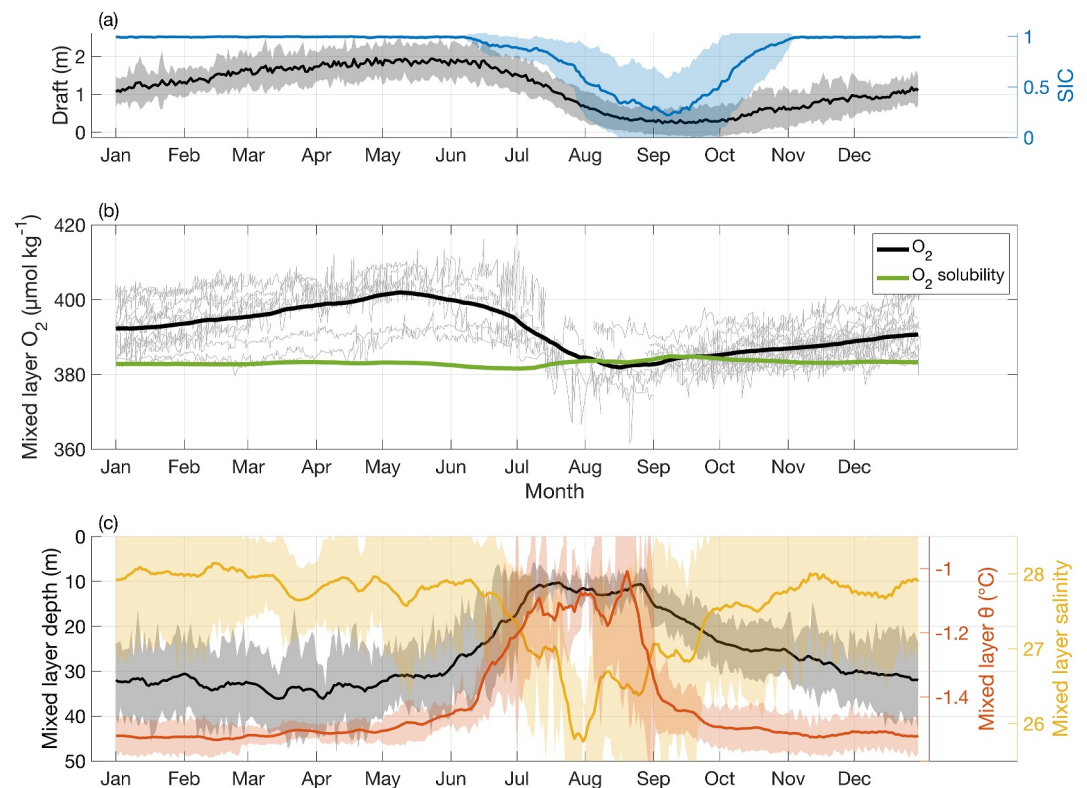 (a)
Draft (m)
2
1
0
1
0.5
0
SIC
Jan Feb Mar Apr May Jun Jul Aug Sep Oct Nov Dec
(b)
Mixed layer O2 (μmol kg-1)
420
400
380
360
O2
O2 solubility
Jan Feb Mar Apr May Jun Jul Aug Sep Oct Nov Dec
Month
(c)
Mixed layer depth (m)
0
10
20
30
40
50
-1
-1.2
-1.4
Mixed layer θ (°C)
28
27
26
Mixed layer salinity
Jan Feb Mar Apr May Jun Jul Aug Sep Oct Nov Dec